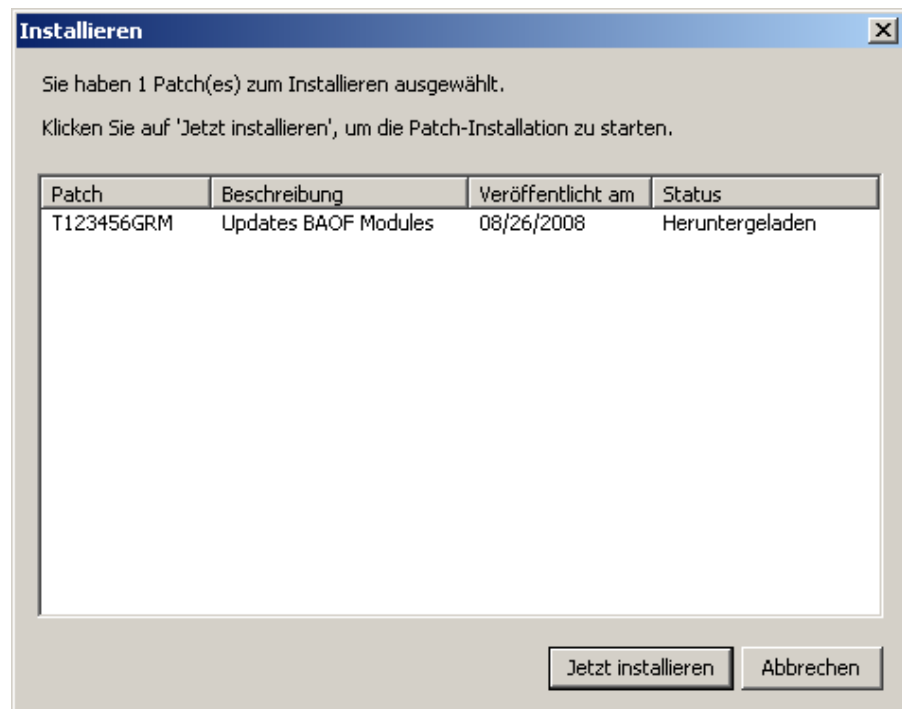 Installieren
Sie haben 1 Patch(es) zum Installieren ausgewählt.
Klicken Sie auf 'Jetzt installieren', um die Patch-Installation zu starten.
Patch Beschreibung Veröffentlicht am Status
T123456GRM Updates BAOF Modules 08/26/2008 Heruntergeladen
Jetzt installieren Abbrechen